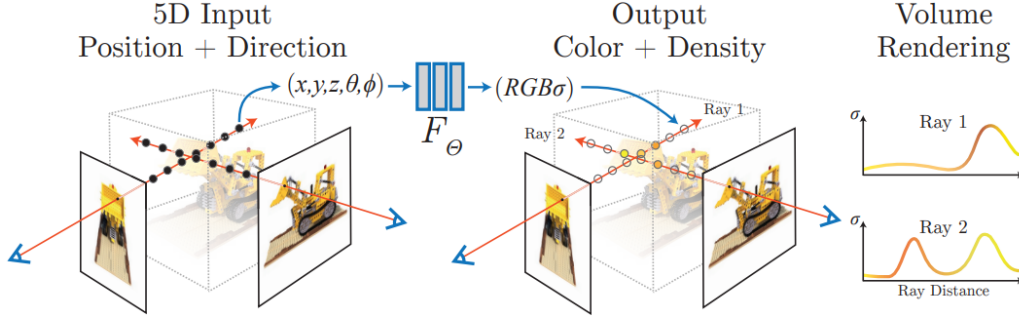 5D Input
Position + Direction
Output
Color + Density
Volume
Rendering
(x,y,z,θ,ϕ)
F_Θ
(RGBσ)
Ray 1
Ray 2
σ
Ray 1
σ
Ray 2
Ray Distance